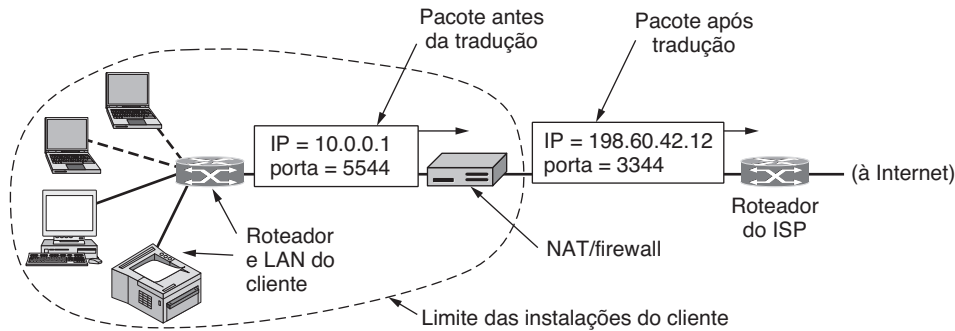 Pacote antes
da tradução
Pacote após
tradução
IP = 10.0.0.1
porta = 5544
IP = 198.60.42.12
porta = 3344
(à Internet)
Roteador
do ISP
Roteador
e LAN do
cliente
NAT/firewall
Limite das instalações do cliente